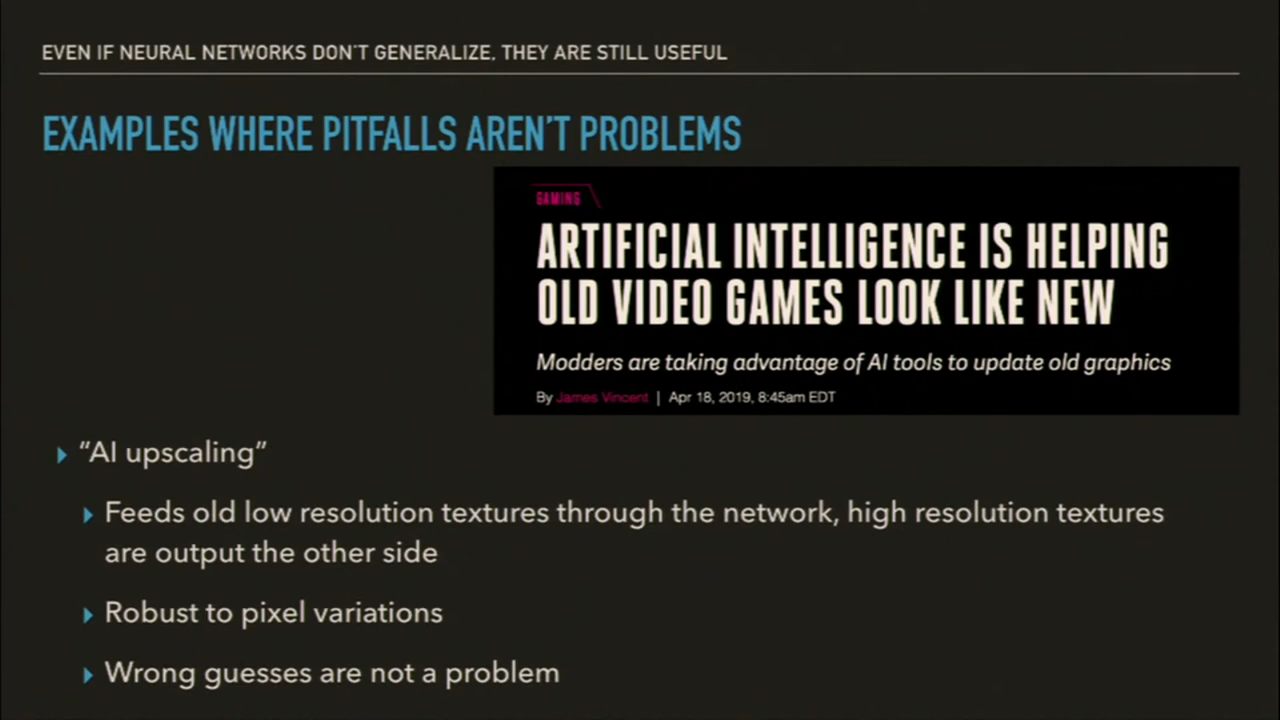 EVEN IF NEURAL NETWORKS DON'T GENERALIZE, THEY ARE STILL USEFUL
EXAMPLES WHERE PITFALLS AREN'T PROBLEMS
GAMING
ARTIFICIAL INTELLIGENCE IS HELPING
OLD VIDEO GAMES LOOK LIKE NEW
Modders are taking advantage of AI tools to update old graphics
By James Vincent | Apr 18, 2019, 8:45am EDT
"AI upscaling"
Feeds old low resolution textures through the network, high resolution textures
are output the other side
Robust to pixel variations
Wrong guesses are not a problem